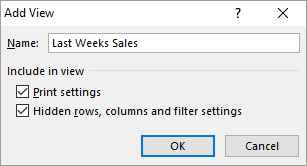 Add View
Name: Last Weeks Sales
Include in view
Print settings
Hidden rows, columns and filter settings
OK Cancel